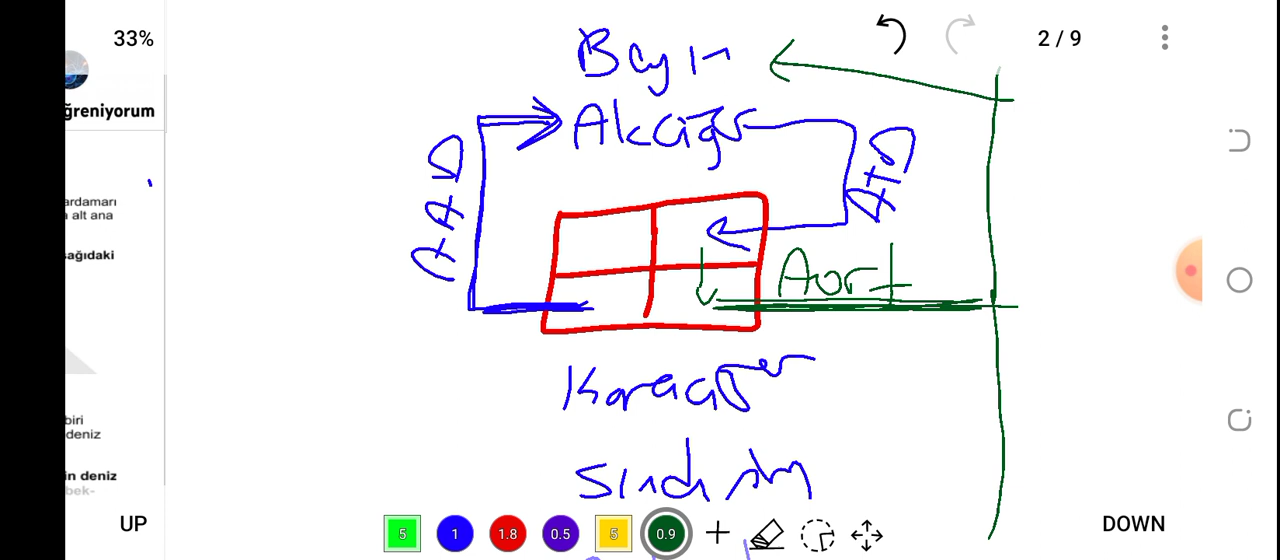 33%
2 / 9
ğreniyorum
Beyin
Akciğer
AAD
ATD
ardamarı
alt ana
sağıdaki
Aort
Karaciğer
biri
deniz
in deniz
bek-
Sindirim
UP
5
1
1.8
0.5
5
0.9
DOWN